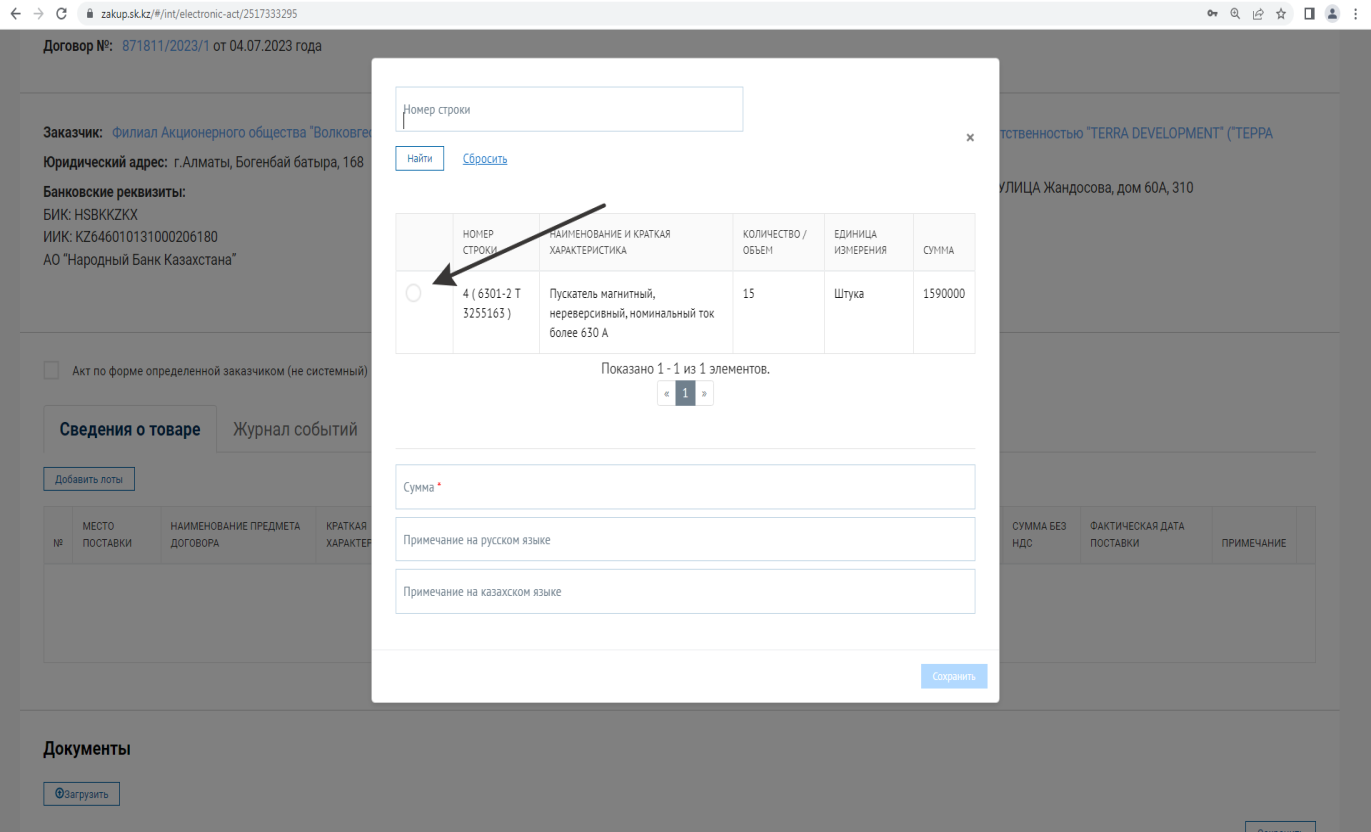 zakup.sk.kz/#/int/electronic-act/2517333295
Договор №: 871811/2023/1 от 04.07.2023 года
Заказчик: Филиал Акционерного общества "Волковгео
тственностью "TERRA DEVELOPMENT" ("ТЕРРА
Юридический адрес: г.Алматы, Богенбай батыра, 168
УЛИЦА Жандосова, дом 60А, 310
Банковские реквизиты:
БИК: HSBKKZKX
ИИК: KZ646010131000206180
АО "Народный Банк Казахстана"
Номер строки
×
Найти Сбросить
НОМЕР СТРОКИ
НАИМЕНОВАНИЕ И КРАТКАЯ
ХАРАКТЕРИСТИКА
КОЛИЧЕСТВО /
ОБЪЕМ
ЕДИНИЦА
ИЗМЕРЕНИЯ
СУММА
4 ( 6301-2 Т
3255163 )
Пускатель магнитный,
нереверсивный, номинальный ток
более 630 А
15
Штука
1590000
Показано 1 - 1 из 1 элементов.
« 1 »
Сумма *
Примечание на русском языке
Примечание на казахском языке
Сохранить
Акт по форме определенной заказчиком (не системный)
Сведения о товаре Журнал событий
Добавить лоты
№
МЕСТО
ПОСТАВКИ
НАИМЕНОВАНИЕ ПРЕДМЕТА
ДОГОВОРА
КРАТКАЯ
ХАРАКТЕР
СУММА БЕЗ
НДС
ФАКТИЧЕСКАЯ ДАТА
ПОСТАВКИ
ПРИМЕЧАНИЕ
Документы
Загрузить